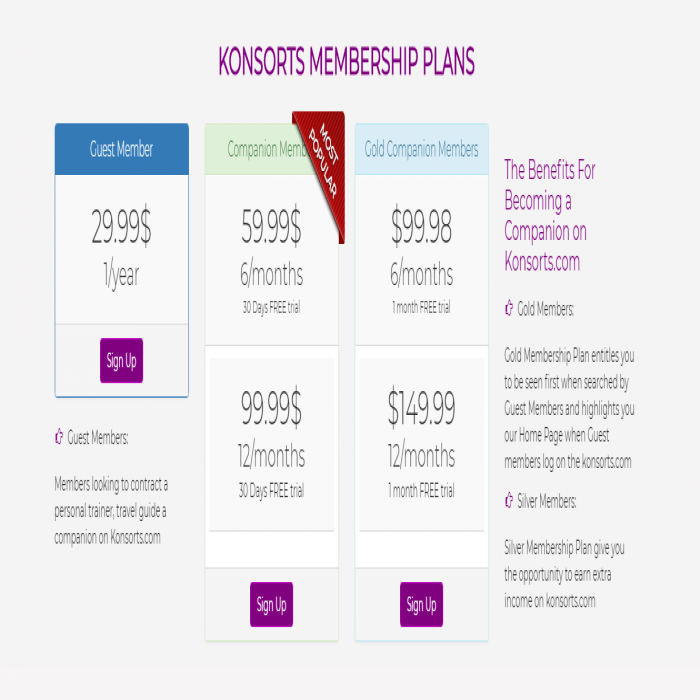 KONSORTS MEMBERSHIP PLANS
Guest Member
29.99$
1/year
Sign Up
Guest Members:
Members looking to contract a
personal trainer, travel guide a
companion on Konsorts.com
Companion Memb
MOST
POPULAR
59.99$
6/months
30 Days FREE trial
99.99$
12/months
30 Days FREE trial
Sign Up
Gold Companion Members
$99.98
6/months
1 month FREE trial
$149.99
12/months
1 month FREE trial
Sign Up
The Benefits For
Becoming a
Companion on
Konsorts.com
Gold Members:
Gold Membership Plan entitles you
to be seen first when searched by
Guest Members and highlights you
our Home Page when Guest
members log on the konsorts.com
Silver Members:
Silver Membership Plan give you
the opportunity to earn extra
income on konsorts.com